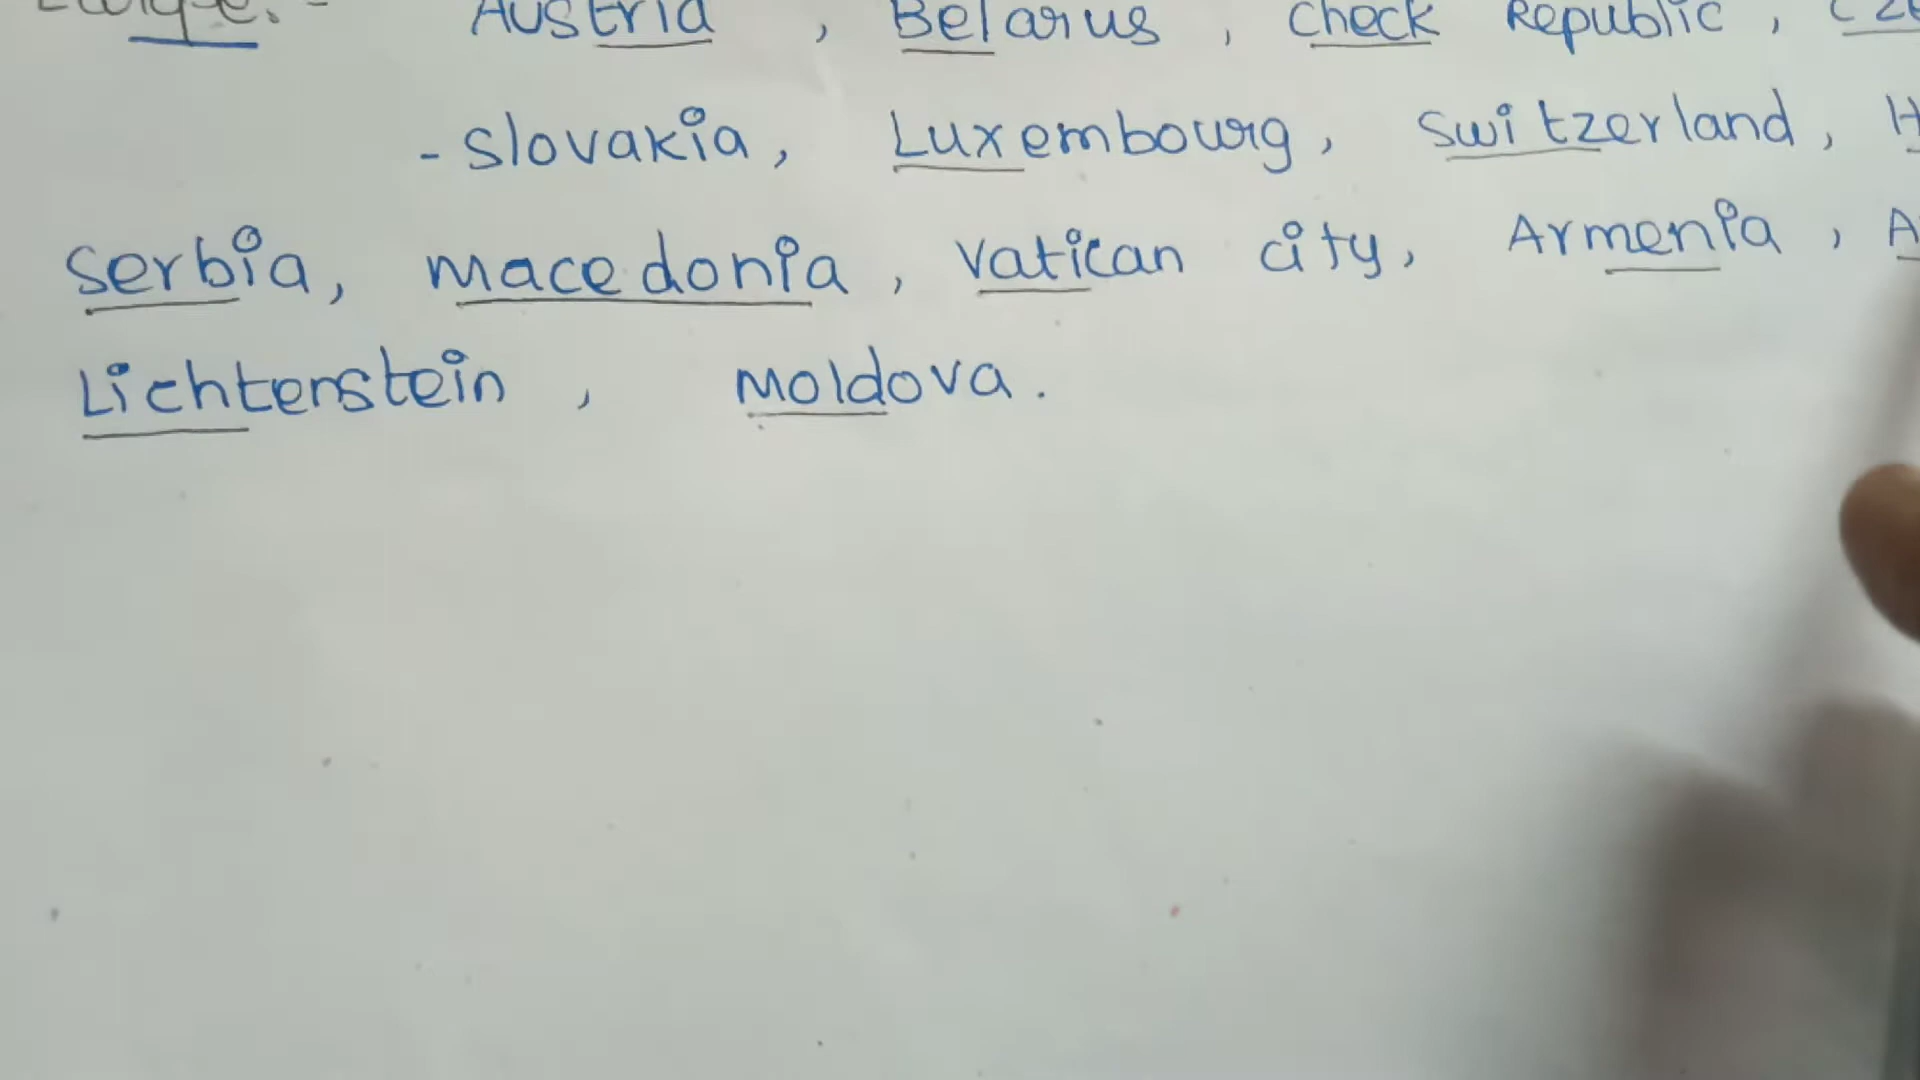 Austria , Belarus , check Republic ,
- slovakia, Luxembourg, switzerland,
serbia, macedonia, vatican city, Armenia ,
Lichtenstein , moldova.